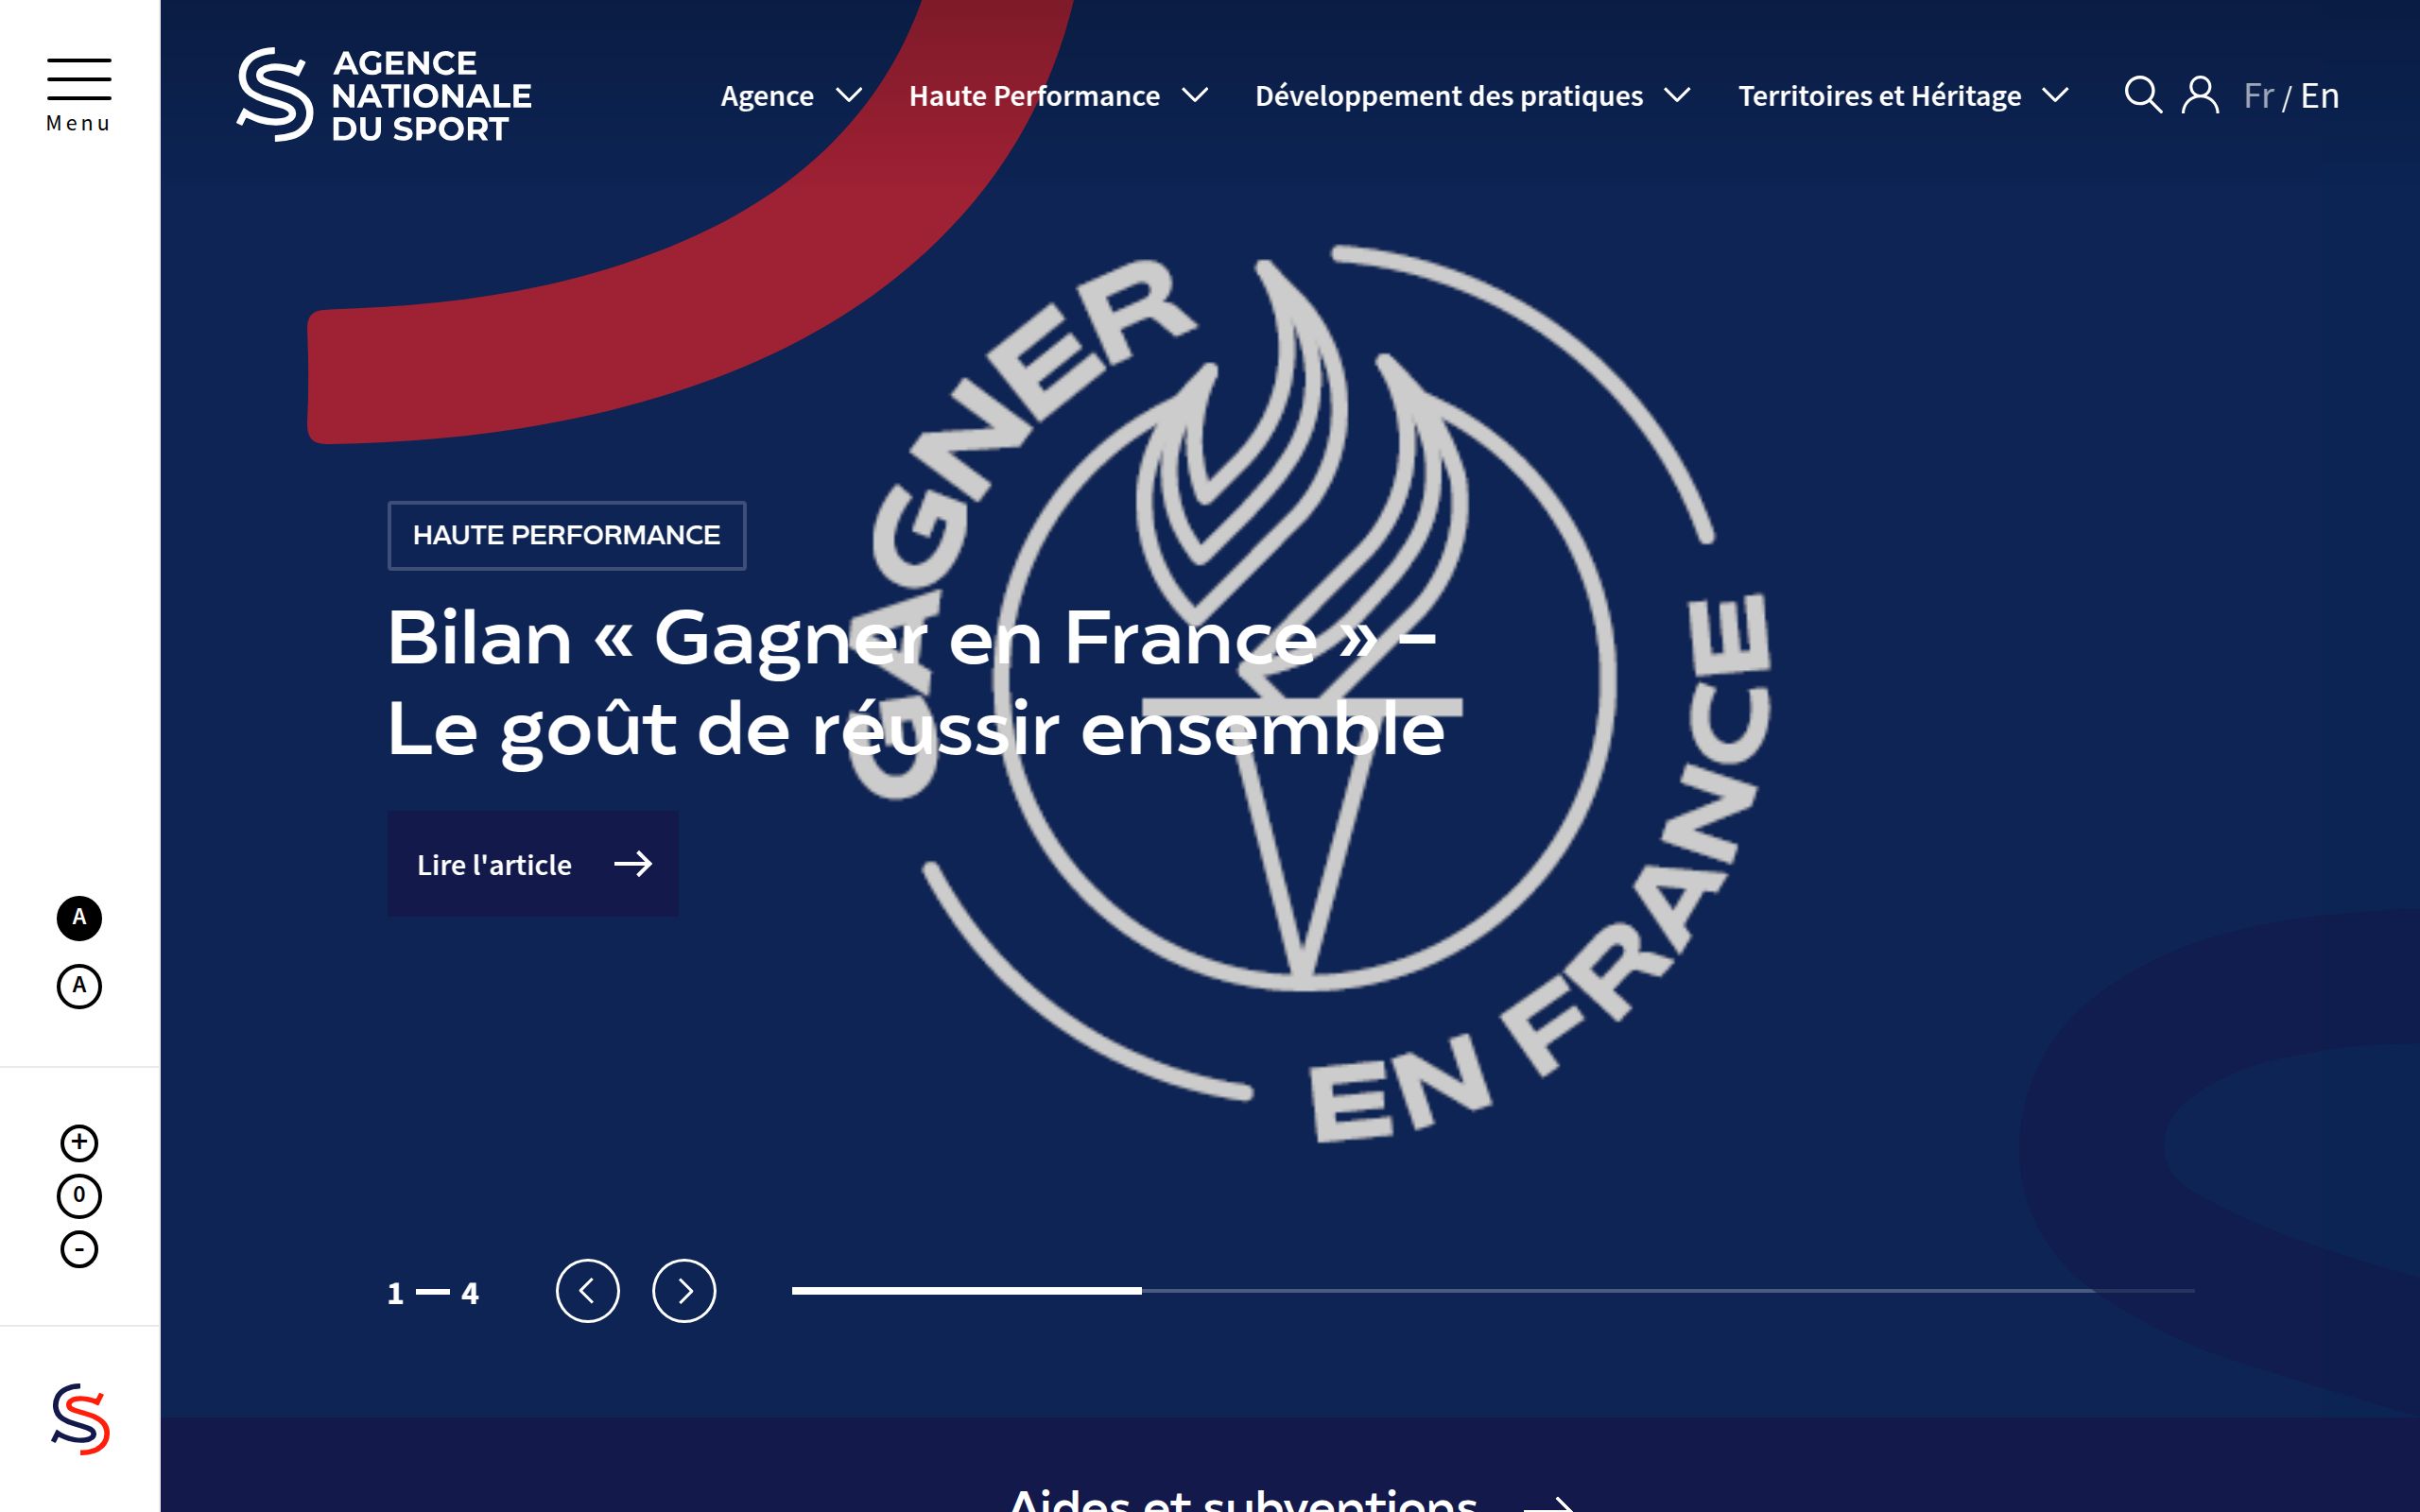 Menu
AGENCE
NATIONALE
DU SPORT
Agence
Haute Performance
Développement des pratiques
Territoires et Héritage
Fr / En
GAGNER
EN FRANCE
HAUTE PERFORMANCE
Bilan « Gagner en France » –
Le goût de réussir ensemble
Lire l'article
A
A
+
0
-
1 — 4
Aides et subventions